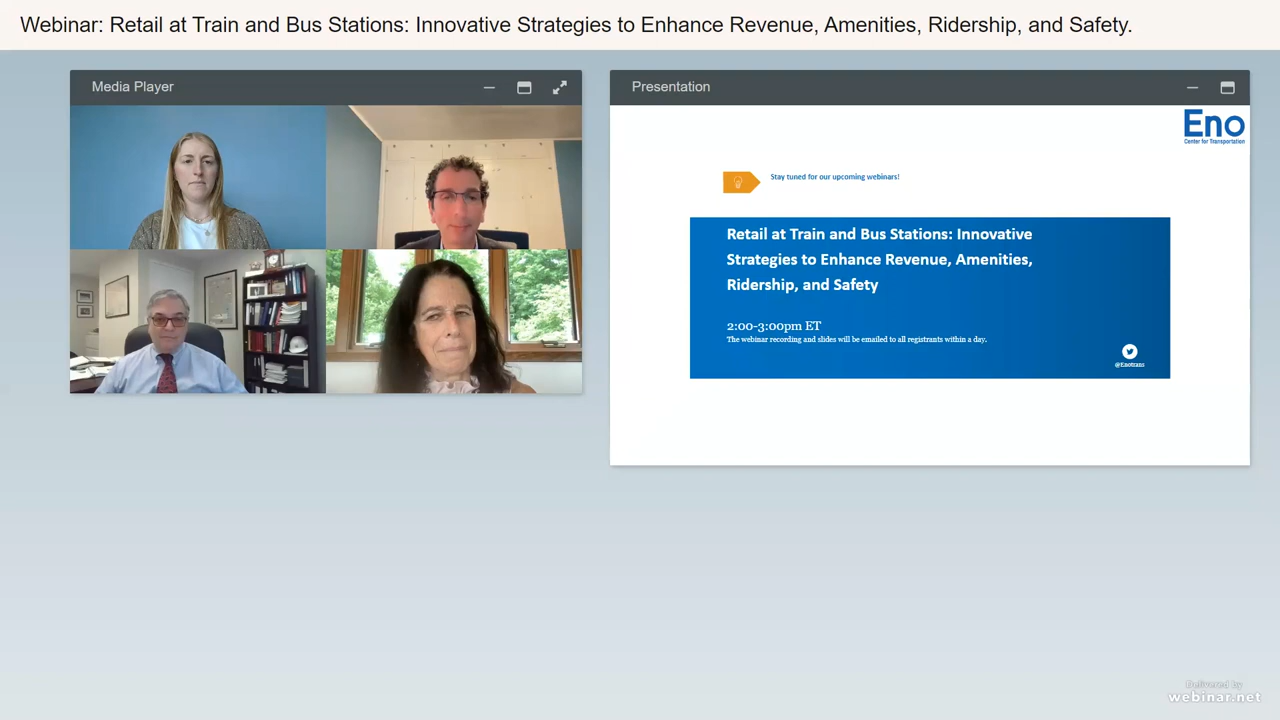 Webinar: Retail at Train and Bus Stations: Innovative Strategies to Enhance Revenue, Amenities, Ridership, and Safety.
Media Player
Presentation
Eno
Center for Transportation
Stay tuned for our upcoming webinars!
Retail at Train and Bus Stations: Innovative
Strategies to Enhance Revenue, Amenities,
Ridership, and Safety
2:00-3:00pm ET
The webinar recording and slides will be emailed to all registrants within a day.
@Enotrans
Delivered by
webinar.net